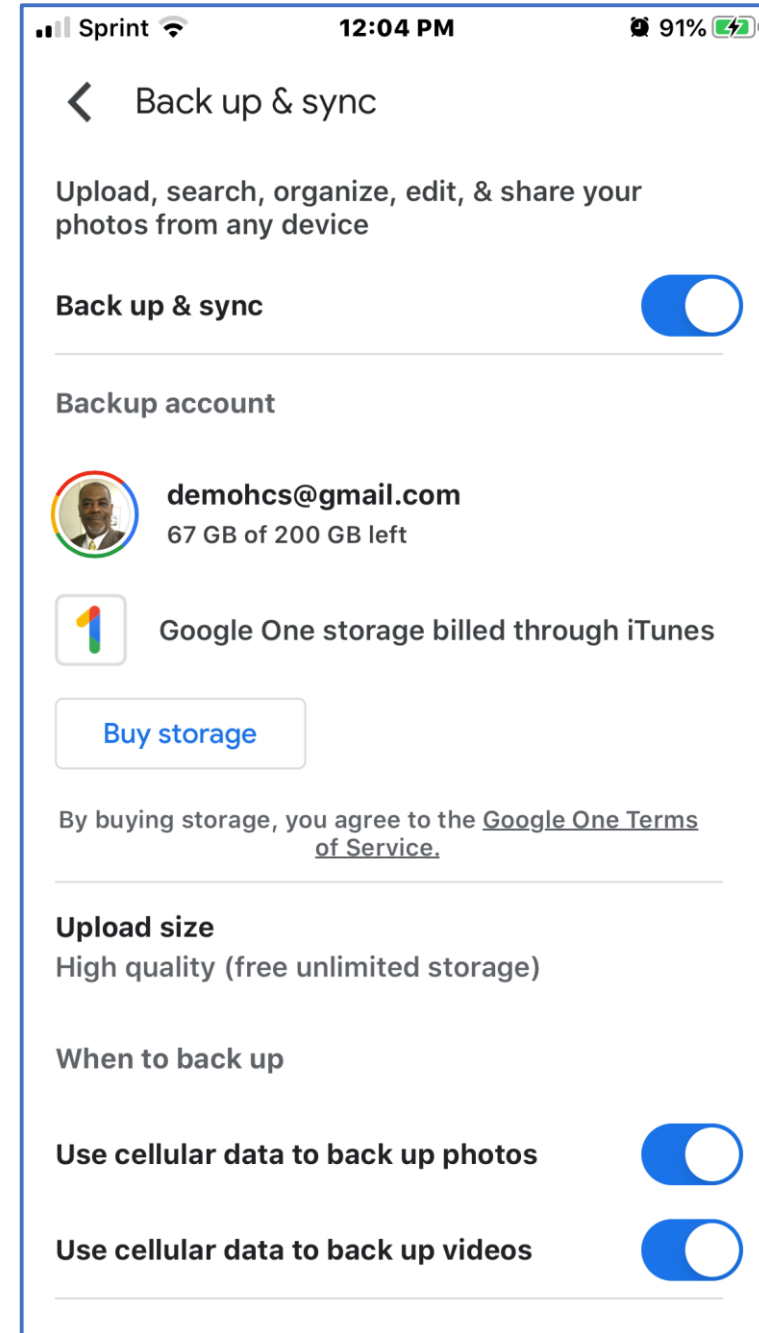 Sprint 12:04 PM 91%
Back up & sync
Upload, search, organize, edit, & share your
photos from any device
Back up & sync
Backup account
demohcs@gmail.com
67 GB of 200 GB left
Google One storage billed through iTunes
Buy storage
By buying storage, you agree to the Google One Terms
of Service.
Upload size
High quality (free unlimited storage)
When to back up
Use cellular data to back up photos
Use cellular data to back up videos